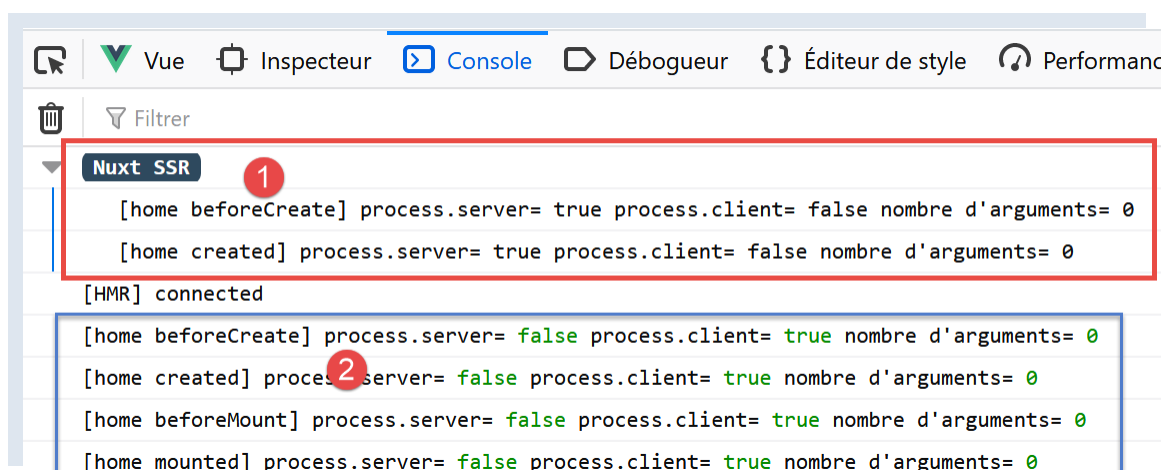 Vue Inspecteur Console Débogueur {} Éditeur de style Performanc
Filtrer
Nuxt SSR 1
[home beforeCreate] process.server= true process.client= false nombre d'arguments= 0
[home created] process.server= true process.client= false nombre d'arguments= 0
[HMR] connected
[home beforeCreate] process.server= false process.client= true nombre d'arguments= 0
2
[home created] process.server= false process.client= true nombre d'arguments= 0
[home beforeMount] process.server= false process.client= true nombre d'arguments= 0
[home mounted] process.server= false process.client= true nombre d'arguments= 0